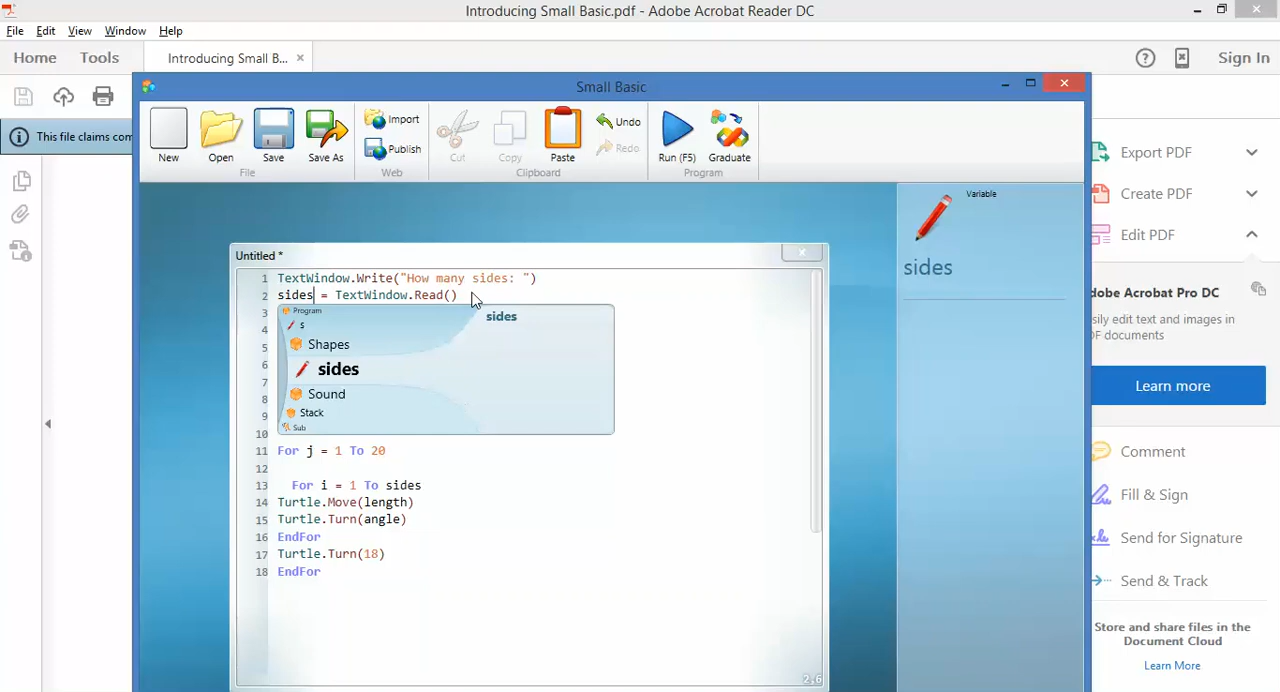 Introducing Small Basic.pdf - Adobe Acrobat Reader DC
File Edit View Window Help
Home Tools Introducing Small B... × Sign In
This file claims com
Small Basic
New Open Save Save As Import Publish Cut Copy Paste Undo Redo Run (F5) Graduate
File Web Clipboard Program
Untitled *
1 TextWindow.Write("How many sides: ")
2 sides = TextWindow.Read()
3 Program
4 s
5 Shapes
6
7 sides
8 Sound
9 Stack
10 Sub
sides
11 For j = 1 To 20
12
13 For i = 1 To sides
14 Turtle.Move(length)
15 Turtle.Turn(angle)
16 EndFor
17 Turtle.Turn(18)
18 EndFor
2,6
Variable
sides
Export PDF
Create PDF
Edit PDF
dobe Acrobat Pro DC
asily edit text and images in
DF documents
Learn more
Comment
Fill & Sign
Send for Signature
Send & Track
Store and share files in the
Document Cloud
Learn More